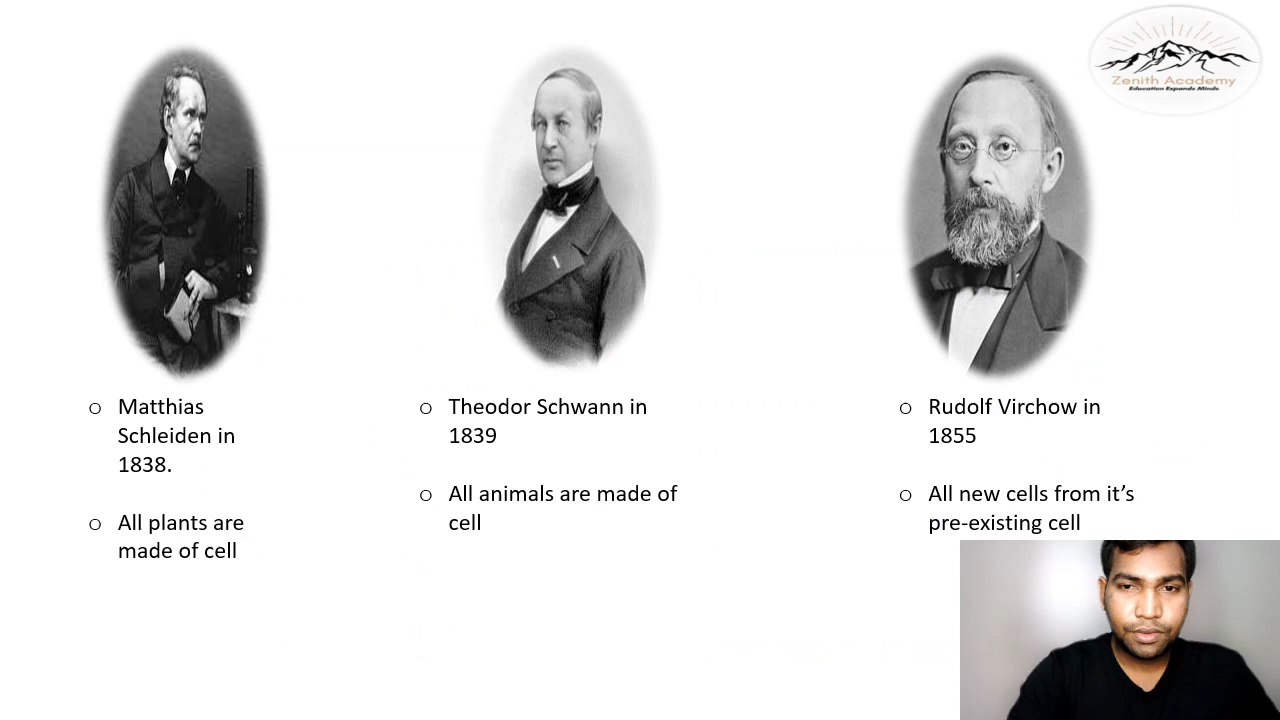 Zenith Academy
Education Expands Minds
○ Matthias
Schleiden in
1838.
○ All plants are
made of cell
○ Theodor Schwann in
1839
○ All animals are made of
cell
○ Rudolf Virchow in
1855
○ All new cells from it’s
pre-existing cell